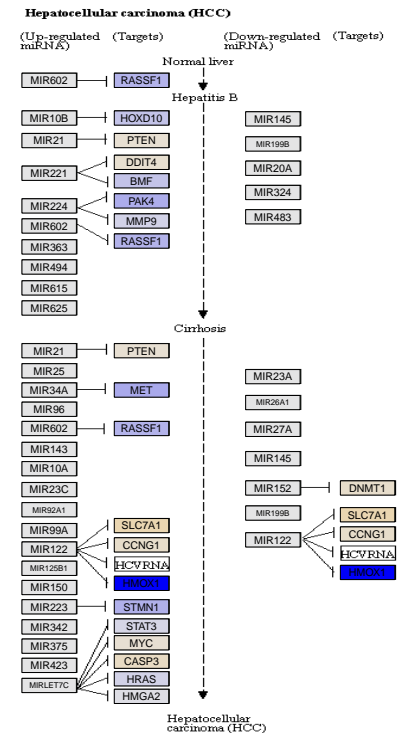 Hepatocellular carcinoma (HCC)
(Up-regulated miRNA) (Targets) (Down-regulated miRNA) (Targets)
Normal liver
MIR602 RASSF1
Hepatitis B
MIR10B HOXD10 MIR145
MIR21 PTEN MIR199B
MIR221 DDIT4 MIR20A
BMF
MIR224 PAK4 MIR324
MMP9 MIR483
MIR602 RASSF1
MIR363
MIR494
MIR615
MIR625
Cirrhosis
MIR21 PTEN
MIR25 MIR23A
MIR34A MET
MIR96 MIR26A1
MIR602 RASSF1 MIR27A
MIR143
MIR10A MIR145
MIR23C MIR152 DNMT1
MIR92A1 MIR199B SLC7A1
MIR99A SLC7A1
MIR122 CCNG1 MIR122 CCNG1
MIR125B1 HCVRNA HCVRNA
MIR150 HMOX1 HMOX1
MIR223 STMN1
MIR342 STAT3
MIR375 MYC
MIR423 CASP3
MIRLET7C HRAS
HMGA2
Hepatocellular
carcinoma (HCC)